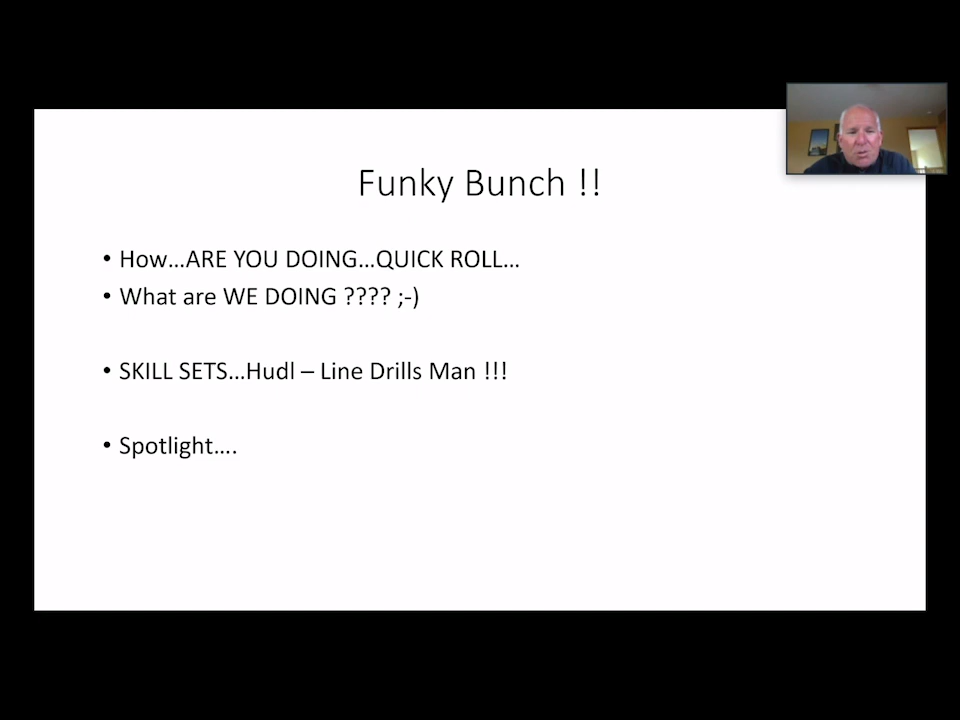 Funky Bunch !!
• How…ARE YOU DOING…QUICK ROLL…
• What are WE DOING ???? ;-)
• SKILL SETS…Hudl – Line Drills Man !!!
• Spotlight….